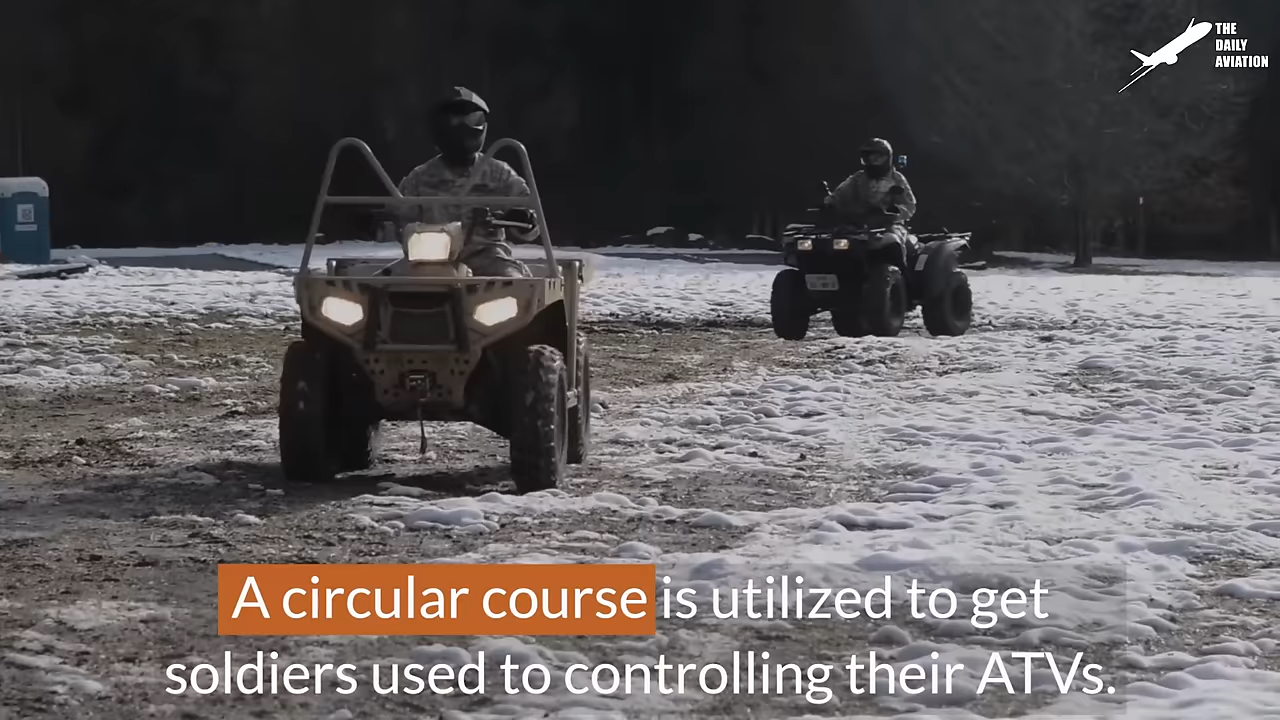 THE
DAILY
AVIATION
A circular course is utilized to get
soldiers used to controlling their ATVs.